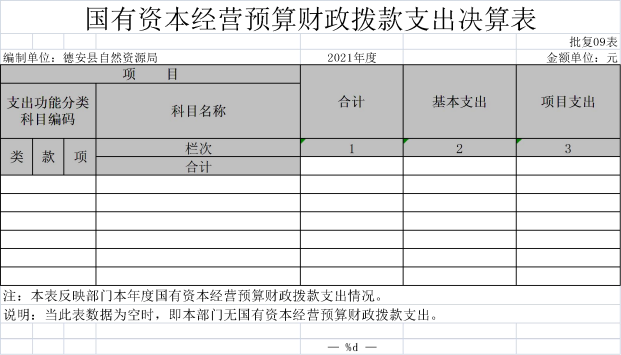 国有资本经营预算财政拨款支出决算表
批复09表
编制单位：德安县自然资源局 2021年度 金额单位：元
项 目 合计 基本支出 项目支出
支出功能分类科目编码 科目名称
类 款 项 栏次 1 2 3
合计
注：本表反映部门本年度国有资本经营预算财政拨款支出情况。
说明：当此表数据为空时，即本部门无国有资本经营预算财政拨款支出。
— %d —